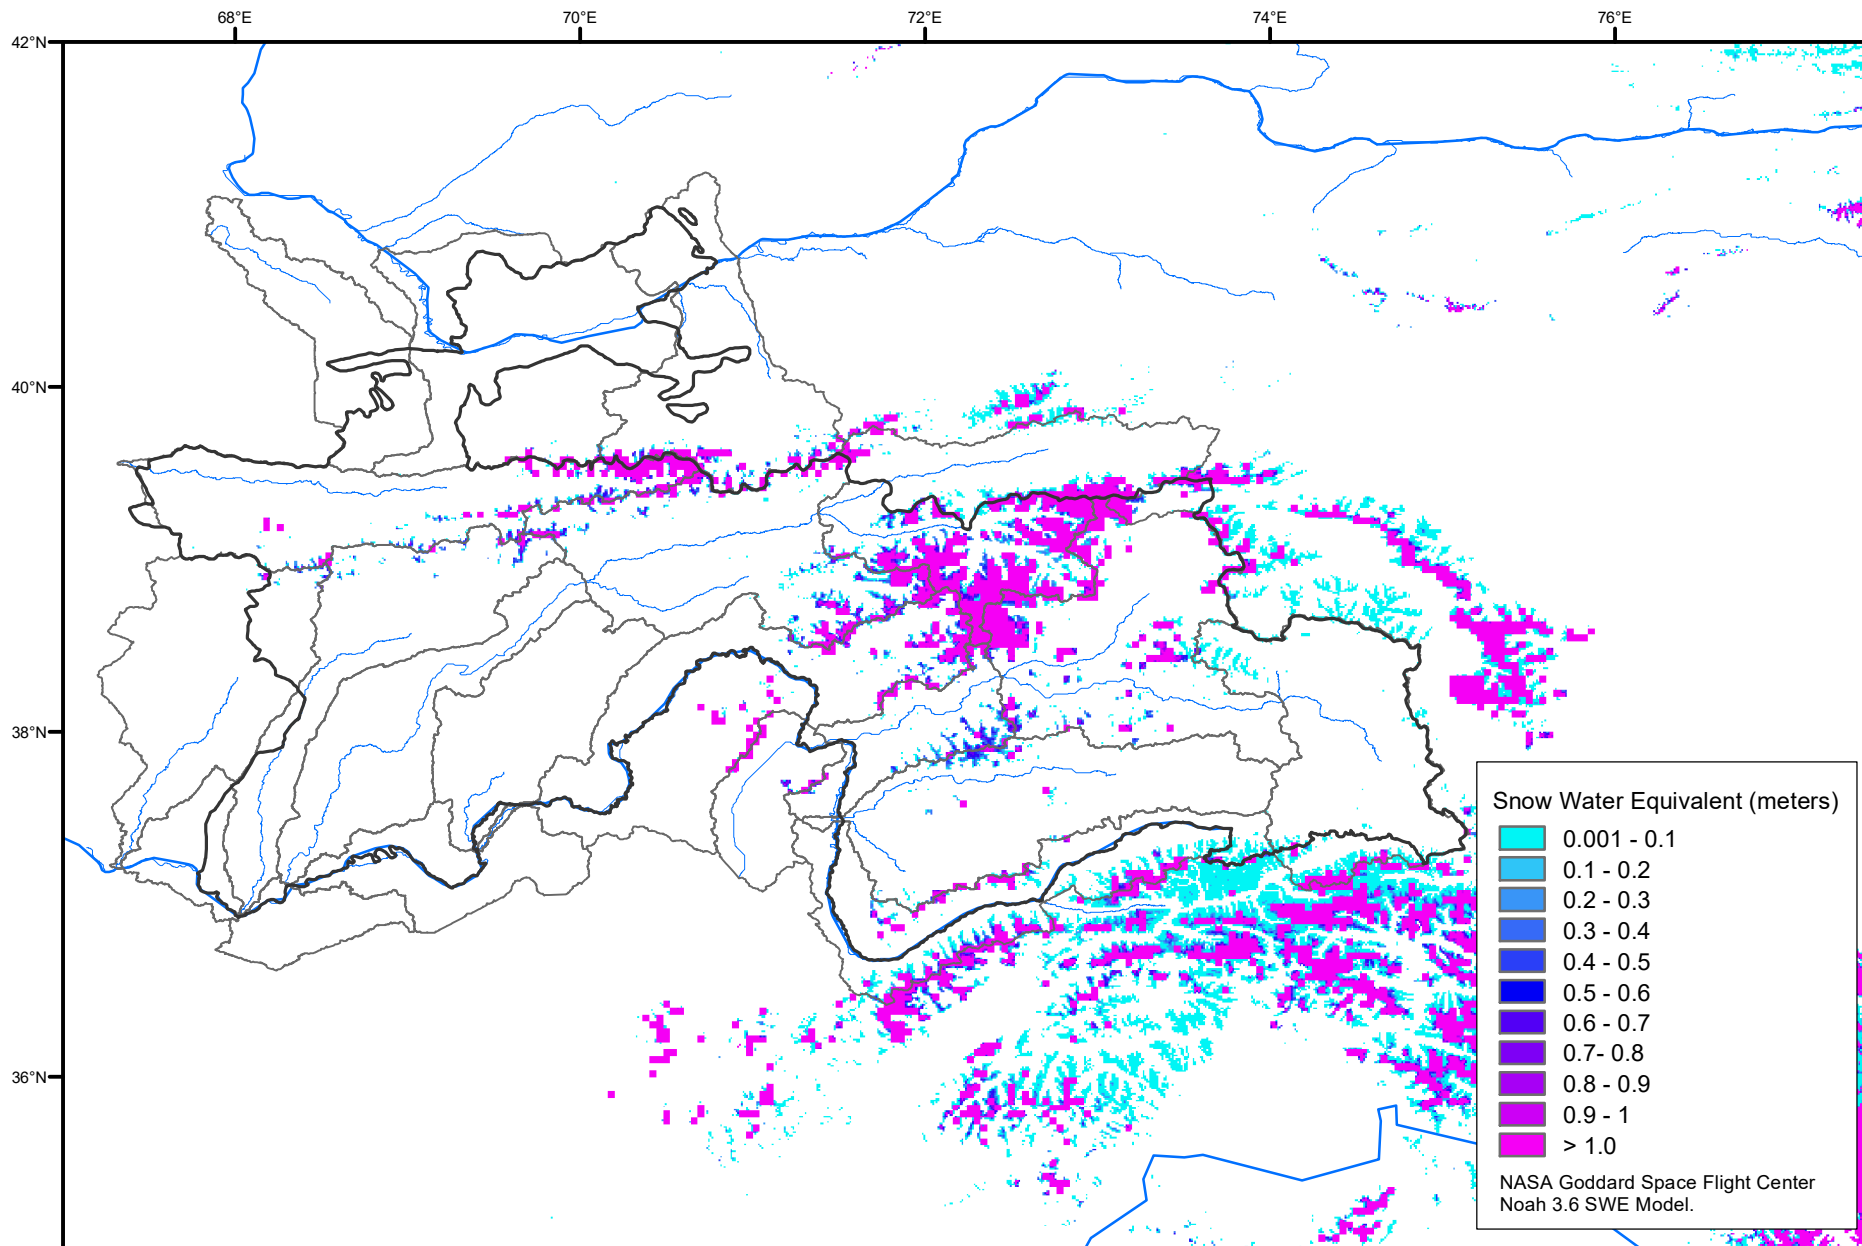 68°E 70°E 72°E 74°E 76°E
42°N
40°N
38°N
36°N
Snow Water Equivalent (meters)
0.001 - 0.1
0.1 - 0.2
0.2 - 0.3
0.3 - 0.4
0.4 - 0.5
0.5 - 0.6
0.6 - 0.7
0.7- 0.8
0.8 - 0.9
0.9 - 1
> 1.0
NASA Goddard Space Flight Center
Noah 3.6 SWE Model.